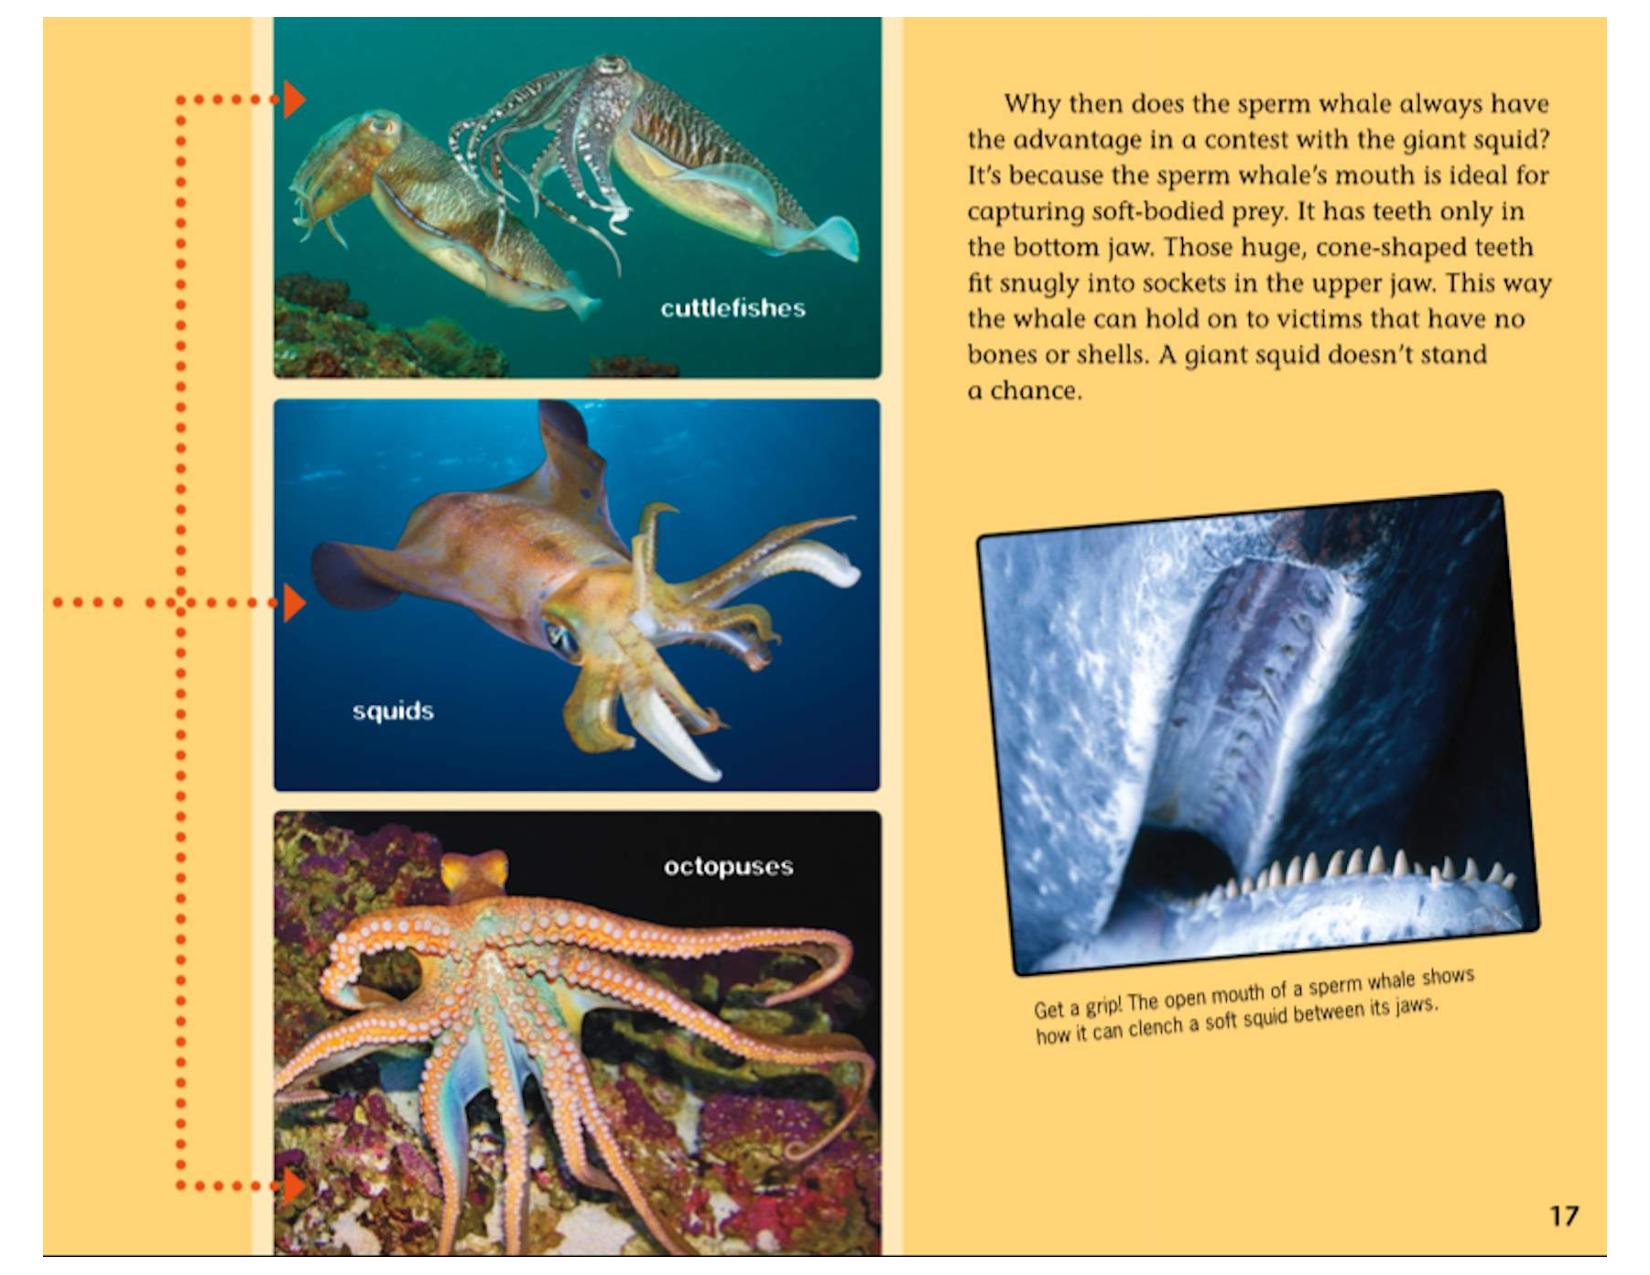 cuttlefishes
squids
octopuses
Why then does the sperm whale always have
the advantage in a contest with the giant squid?
It's because the sperm whale's mouth is ideal for
capturing soft-bodied prey. It has teeth only in
the bottom jaw. Those huge, cone-shaped teeth
fit snugly into sockets in the upper jaw. This way
the whale can hold on to victims that have no
bones or shells. A giant squid doesn't stand
a chance.
Get a grip! The open mouth of a sperm whale shows
how it can clench a soft squid between its jaws.
17